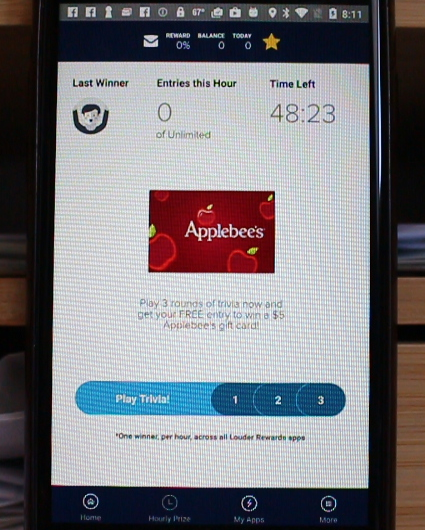 67° 8:11
REWARD BALANCE TODAY
0% 0 0
Last Winner Entries this Hour Time Left
0 48:23
of Unlimited
Applebee's
Play 3 rounds of trivia now and
get your FREE entry to win a $5
Applebee's gift card!
Play Trivia! 1 2 3
*One winner, per hour, across all Louder Rewards apps
Home Hourly Prize My Apps More